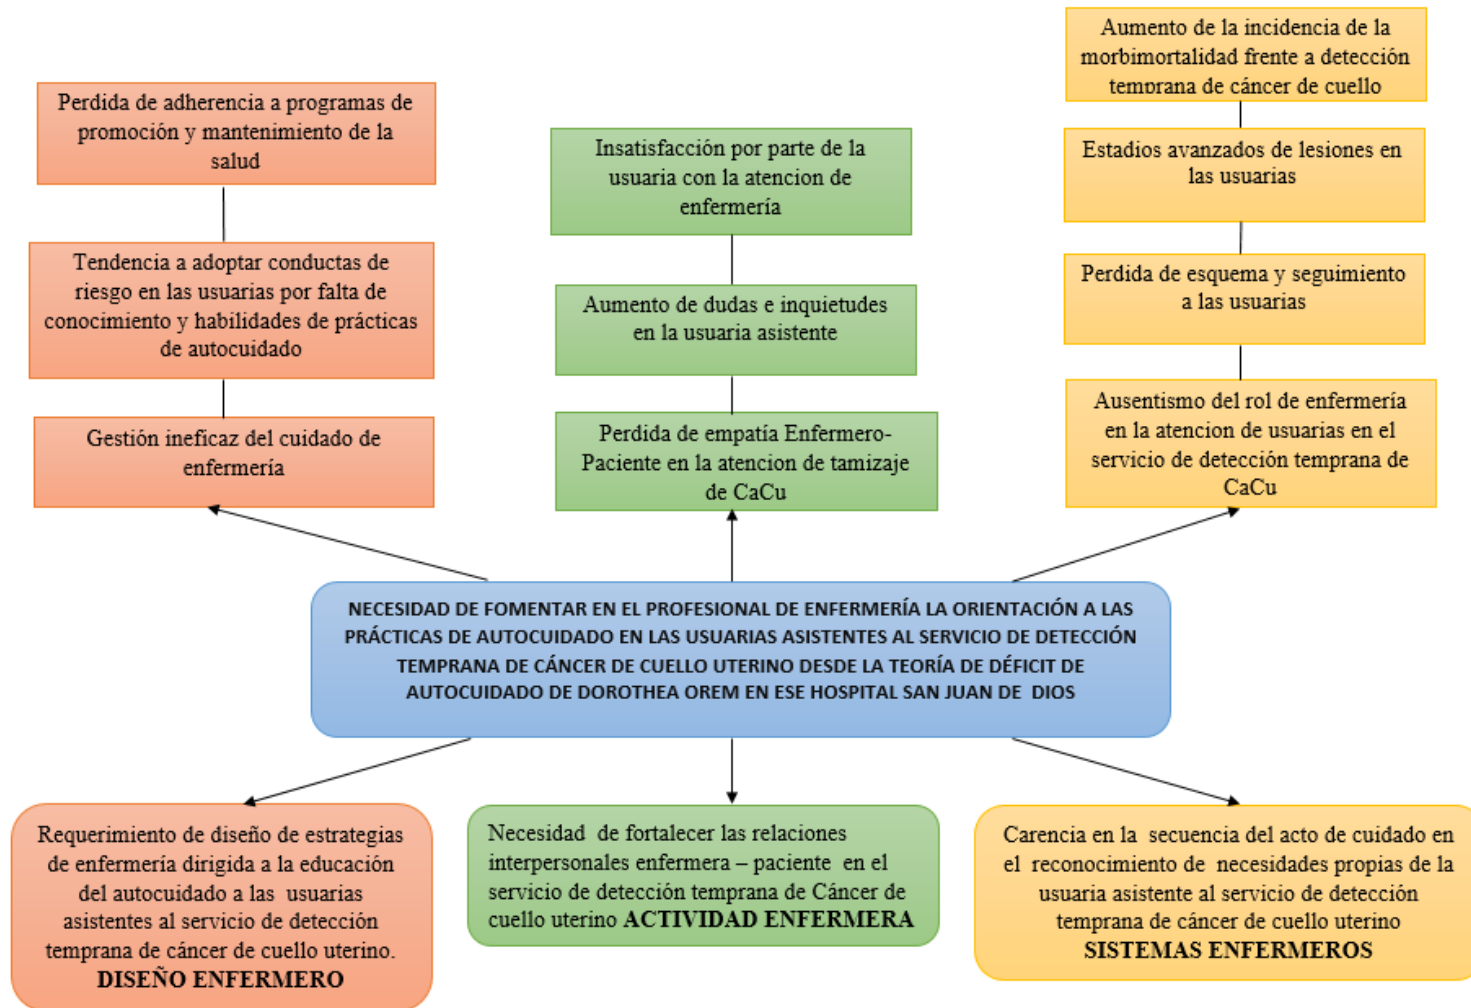 Aumento de la incidencia de la
morbimortalidad frente a detección
temprana de cáncer de cuello
Perdida de adherencia a programas de
promoción y mantenimiento de la
salud
Insatisfacción por parte de la
usuaria con la atencion de
enfermería
Estadios avanzados de lesiones en
las usuarias
Tendencia a adoptar conductas de
riesgo en las usuarias por falta de
conocimiento y habilidades de prácticas
de autocuidado
Aumento de dudas e inquietudes
en la usuaria asistente
Perdida de esquema y seguimiento
a las usuarias
Gestión ineficaz del cuidado de
enfermería
Perdida de empatía Enfermero-
Paciente en la atencion de tamizaje
de CaCu
Ausentismo del rol de enfermería
en la atencion de usuarias en el
servicio de detección temprana de
CaCu
NECESIDAD DE FOMENTAR EN EL PROFESIONAL DE ENFERMERÍA LA ORIENTACIÓN A LAS
PRÁCTICAS DE AUTOCUIDADO EN LAS USUARIAS ASISTENTES AL SERVICIO DE DETECCIÓN
TEMPRANA DE CÁNCER DE CUELLO UTERINO DESDE LA TEORÍA DE DÉFICIT DE
AUTOCUIDADO DE DOROTHEA OREM EN ESE HOSPITAL SAN JUAN DE DIOS
Requerimiento de diseño de estrategias
de enfermería dirigida a la educación
del autocuidado a las usuarias
asistentes al servicio de detección
temprana de cáncer de cuello uterino.
DISEÑO ENFERMERO
Necesidad de fortalecer las relaciones
interpersonales enfermera – paciente en el
servicio de detección temprana de Cáncer de
cuello uterino ACTIVIDAD ENFERMERA
Carencia en la secuencia del acto de cuidado en
el reconocimiento de necesidades propias de la
usuaria asistente al servicio de detección
temprana de cáncer de cuello uterino
SISTEMAS ENFERMEROS